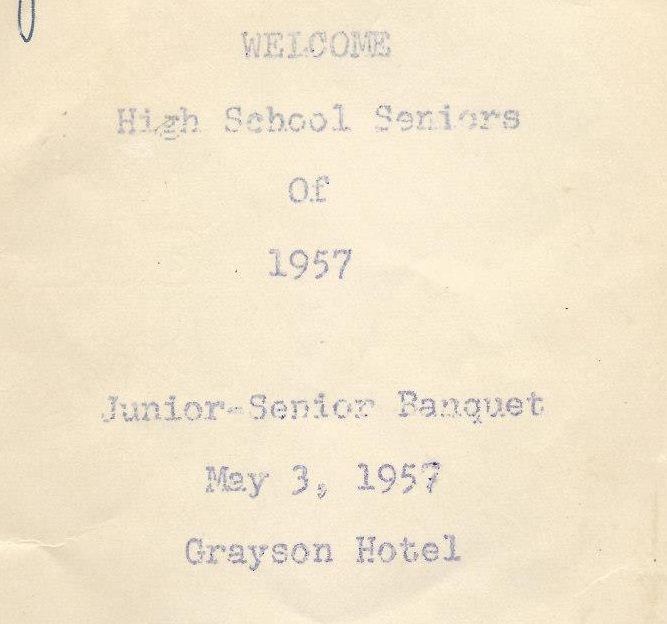 WELCOME
High School Seniors
Of
1957
Junior-Senior Banquet
May 3, 1957
Grayson Hotel